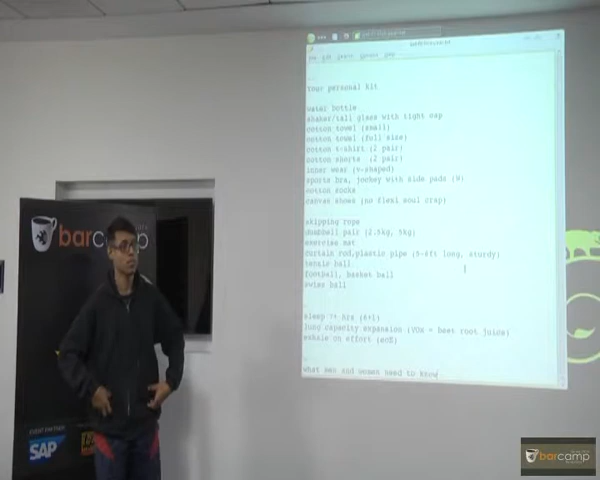 Your personal Kit
water bottle
shaker/tall glass with tight cap
cotton towel (small)
cotton towel (full size)
cotton t-shirt (2 pair)
cotton shorts (2 pair)
inner wear (v-shaped)
sports bra, jockey with side pads (W)
cotton socks
canvas shoes (no flexi soul crap)
skipping rope
dumbbell pair (2.5kg, 5kg)
exercise mat
curtain rod,plastic pipe (5-6ft long, sturdy)
tennis ball
football, basket ball
swiss ball
sleep hrs (6+1)
lung capacity expansion = beet root juice)
exhale on effort (eoE)
what men and women need to know
barcamp
SAP
barcamp